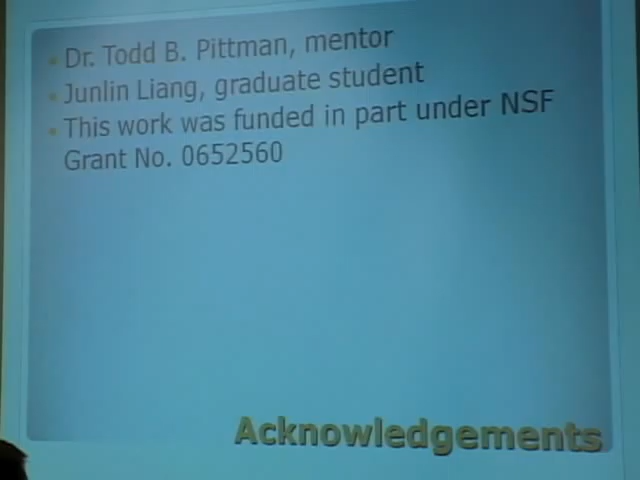 Dr. Todd B. Pittman, mentor
Junlin Liang, graduate student
This work was funded in part under NSF
Grant No. 0652560
Acknowledgements